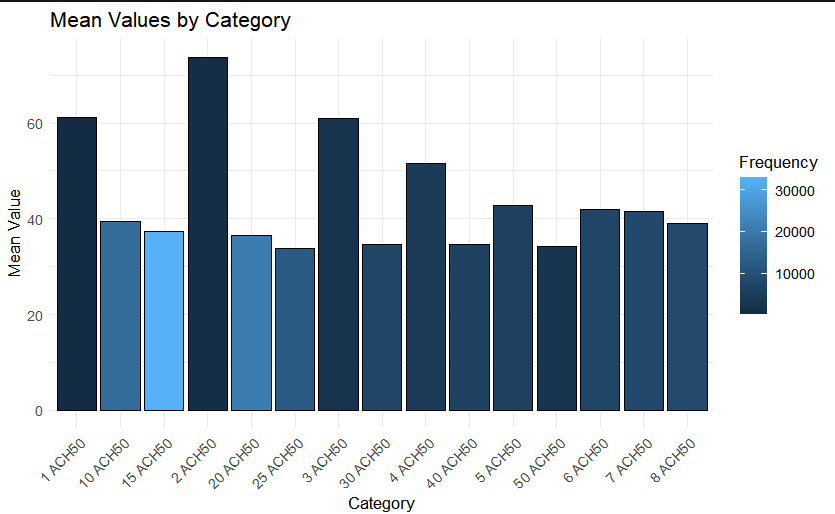 Mean Values by Category
Mean Value
60
40
20
0
1 ACH50
10 ACH50
15 ACH50
2 ACH50
20 ACH50
25 ACH50
3 ACH50
30 ACH50
4 ACH50
40 ACH50
5 ACH50
50 ACH50
6 ACH50
7 ACH50
8 ACH50
Category
Frequency
30000
20000
10000